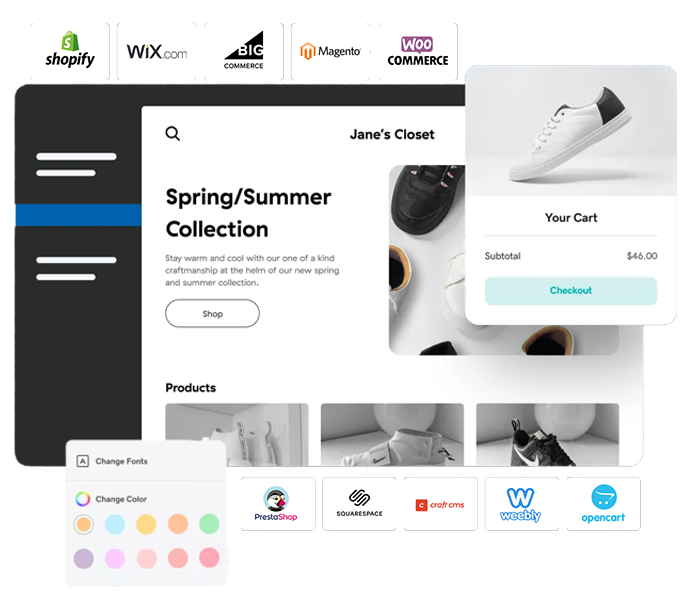 shopify
WiX.com
BIG
COMMERCE
Magento
WOO
COMMERCE
Jane's Closet
Spring/Summer
Collection
Stay warm and cool with our one of a kind
craftmanship at the helm of our new spring
and summer collection.
Shop
Your Cart
Subtotal
$46.00
Checkout
Products
A
Change Fonts
Change Color
PrestaShop
SQUARESPACE
c craft cms
W
weebly
opencart